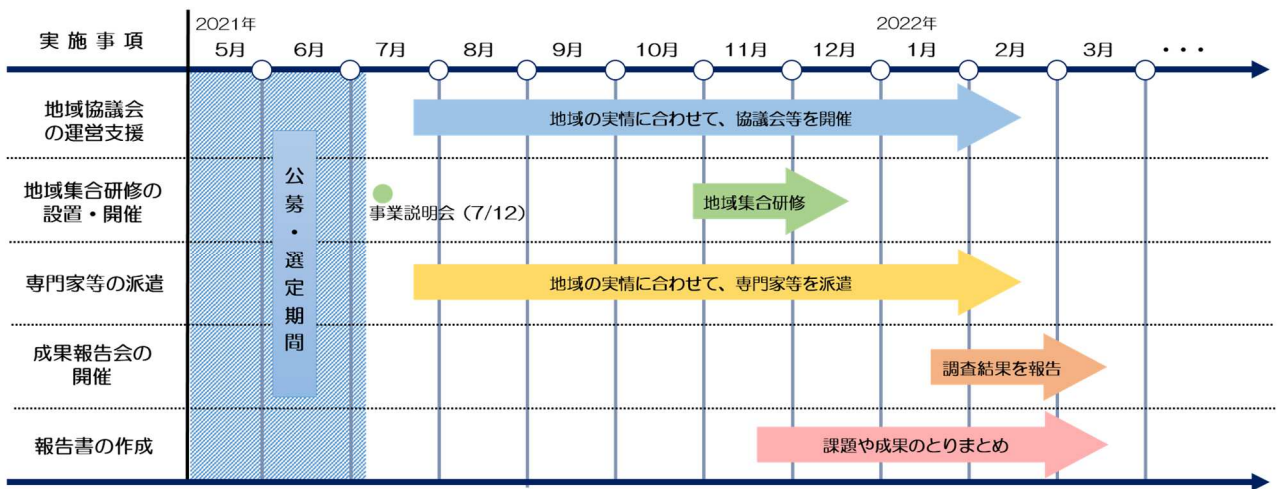 実施事項
2021年
2022年
5月 6月 7月 8月 9月 10月 11月 12月 1月 2月 3月 ・・・
地域協議会
の運営支援
地域の実情に合わせて、協議会等を開催
公募・選定期間
地域集合研修の
設置・開催
事業説明会（7/12）
地域集合研修
専門家等の派遣
地域の実情に合わせて、専門家等を派遣
成果報告会の
開催
調査結果を報告
報告書の作成
課題や成果のとりまとめ